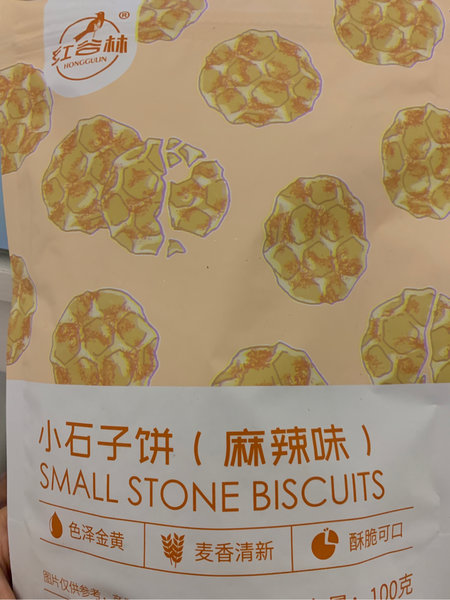 红谷林®
HONGGULIN
小石子饼（麻辣味）
SMALL STONE BISCUITS
色泽金黄 麦香清新 酥脆可口
图片仅供参考 量：100克